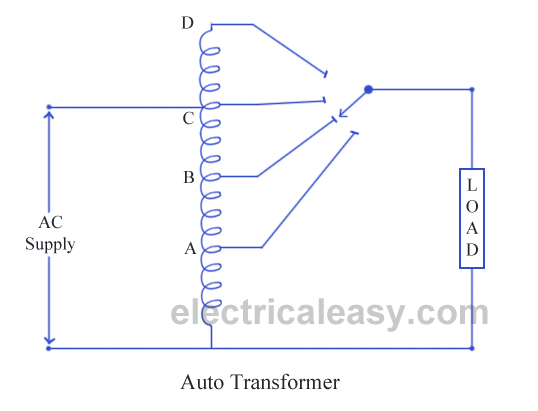 D
C
B
A
AC
Supply
L
O
A
D
electricaleasy.com
Auto Transformer